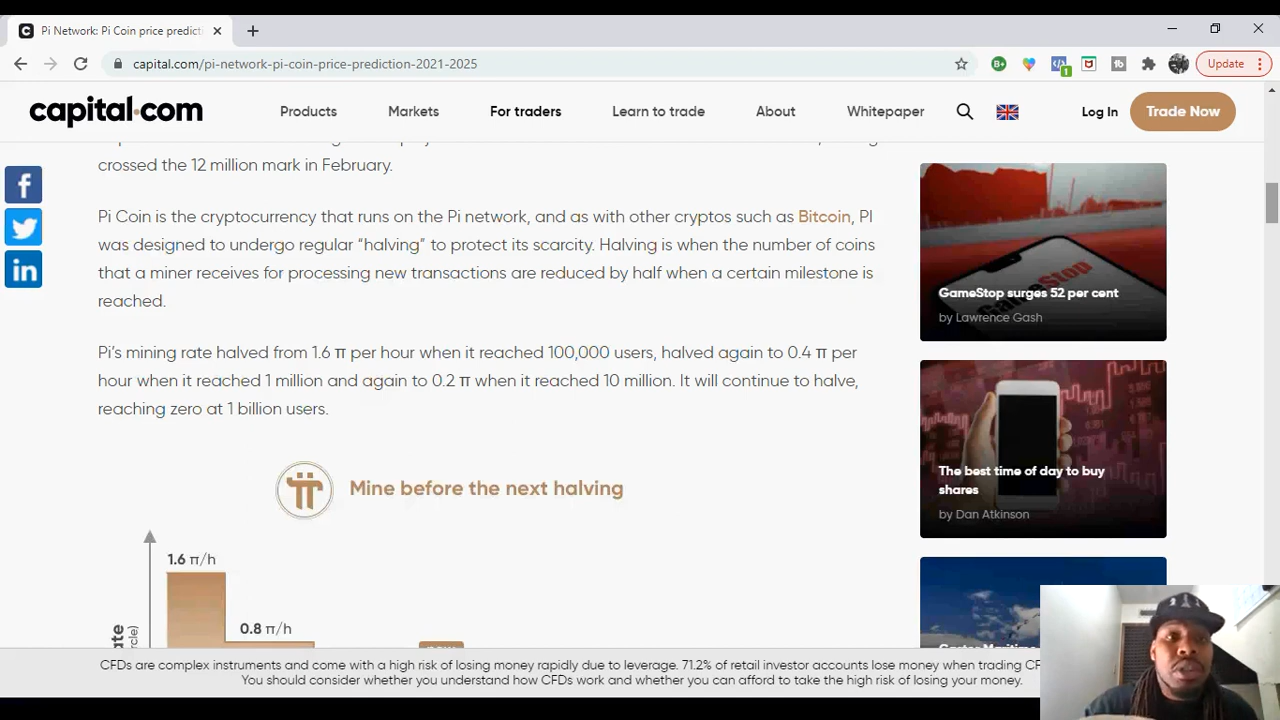 Pi Network: Pi Coin price predict
capital.com/pi-network-pi-coin-price-prediction-2021-2025
1
Update
capital.com
Products
Markets
For traders
Learn to trade
About
Whitepaper
Log In
Trade Now
crossed the 12 million mark in February.
Pi Coin is the cryptocurrency that runs on the Pi network, and as with other cryptos such as Bitcoin, PI
was designed to undergo regular “halving” to protect its scarcity. Halving is when the number of coins
that a miner receives for processing new transactions are reduced by half when a certain milestone is
reached.
Pi’s mining rate halved from 1.6 π per hour when it reached 100,000 users, halved again to 0.4 π per
hour when it reached 1 million and again to 0.2 π when it reached 10 million. It will continue to halve,
reaching zero at 1 billion users.
Mine before the next halving
1.6 π/h
0.8 π/h
GameStop
GameStop surges 52 per cent
by Lawrence Gash
The best time of day to buy
shares
by Dan Atkinson
CFDs are complex instruments and come with a high risk of losing money rapidly due to leverage. 71.2% of retail investor accounts lose money when trading CF
You should consider whether you understand how CFDs work and whether you can afford to take the high risk of losing your money.